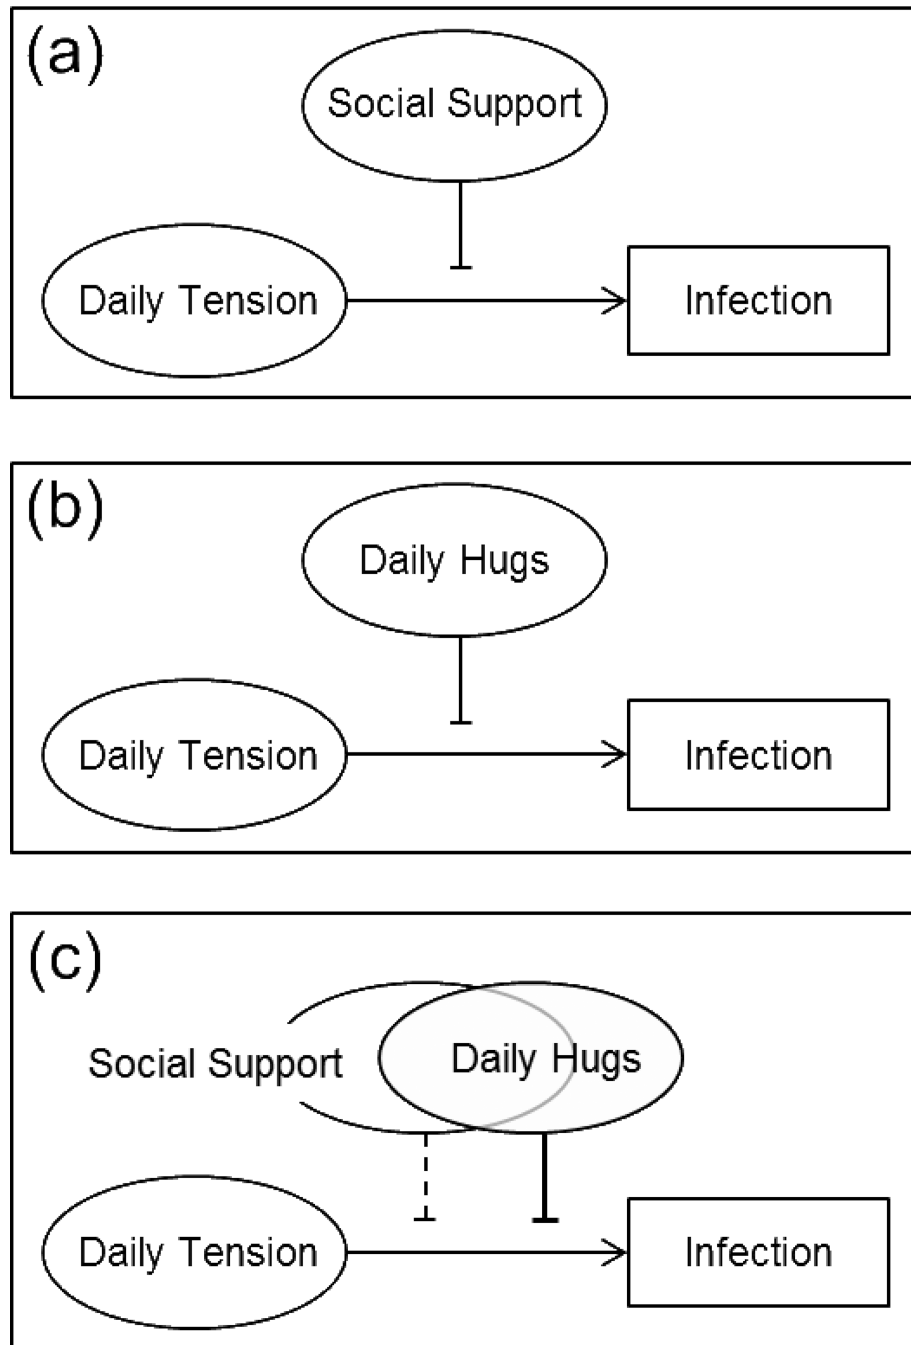 (a)
Social Support
Daily Tension
Infection
(b)
Daily Hugs
Daily Tension
Infection
(c)
Social Support
Daily Hugs
Daily Tension
Infection